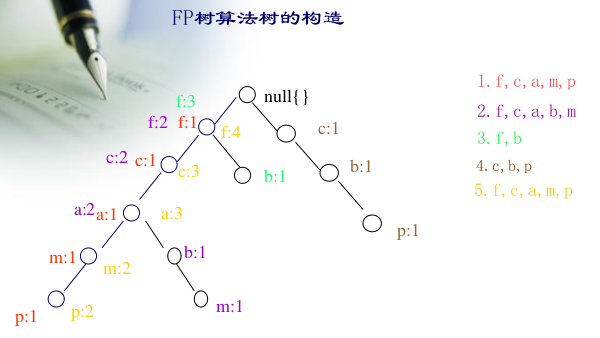 FP树算法树的构造
null{}
f:3
f:2 f:1 f:4
c:1
c:2 c:1 c:3
b:1
b:1
a:2 a:1 a:3
p:1
m:1 m:2
b:1
p:1 p:2
m:1
1.f,c,a,m,p
2.f,c,a,b,m
3.f,b
4.c,b,p
5.f,c,a,m,p